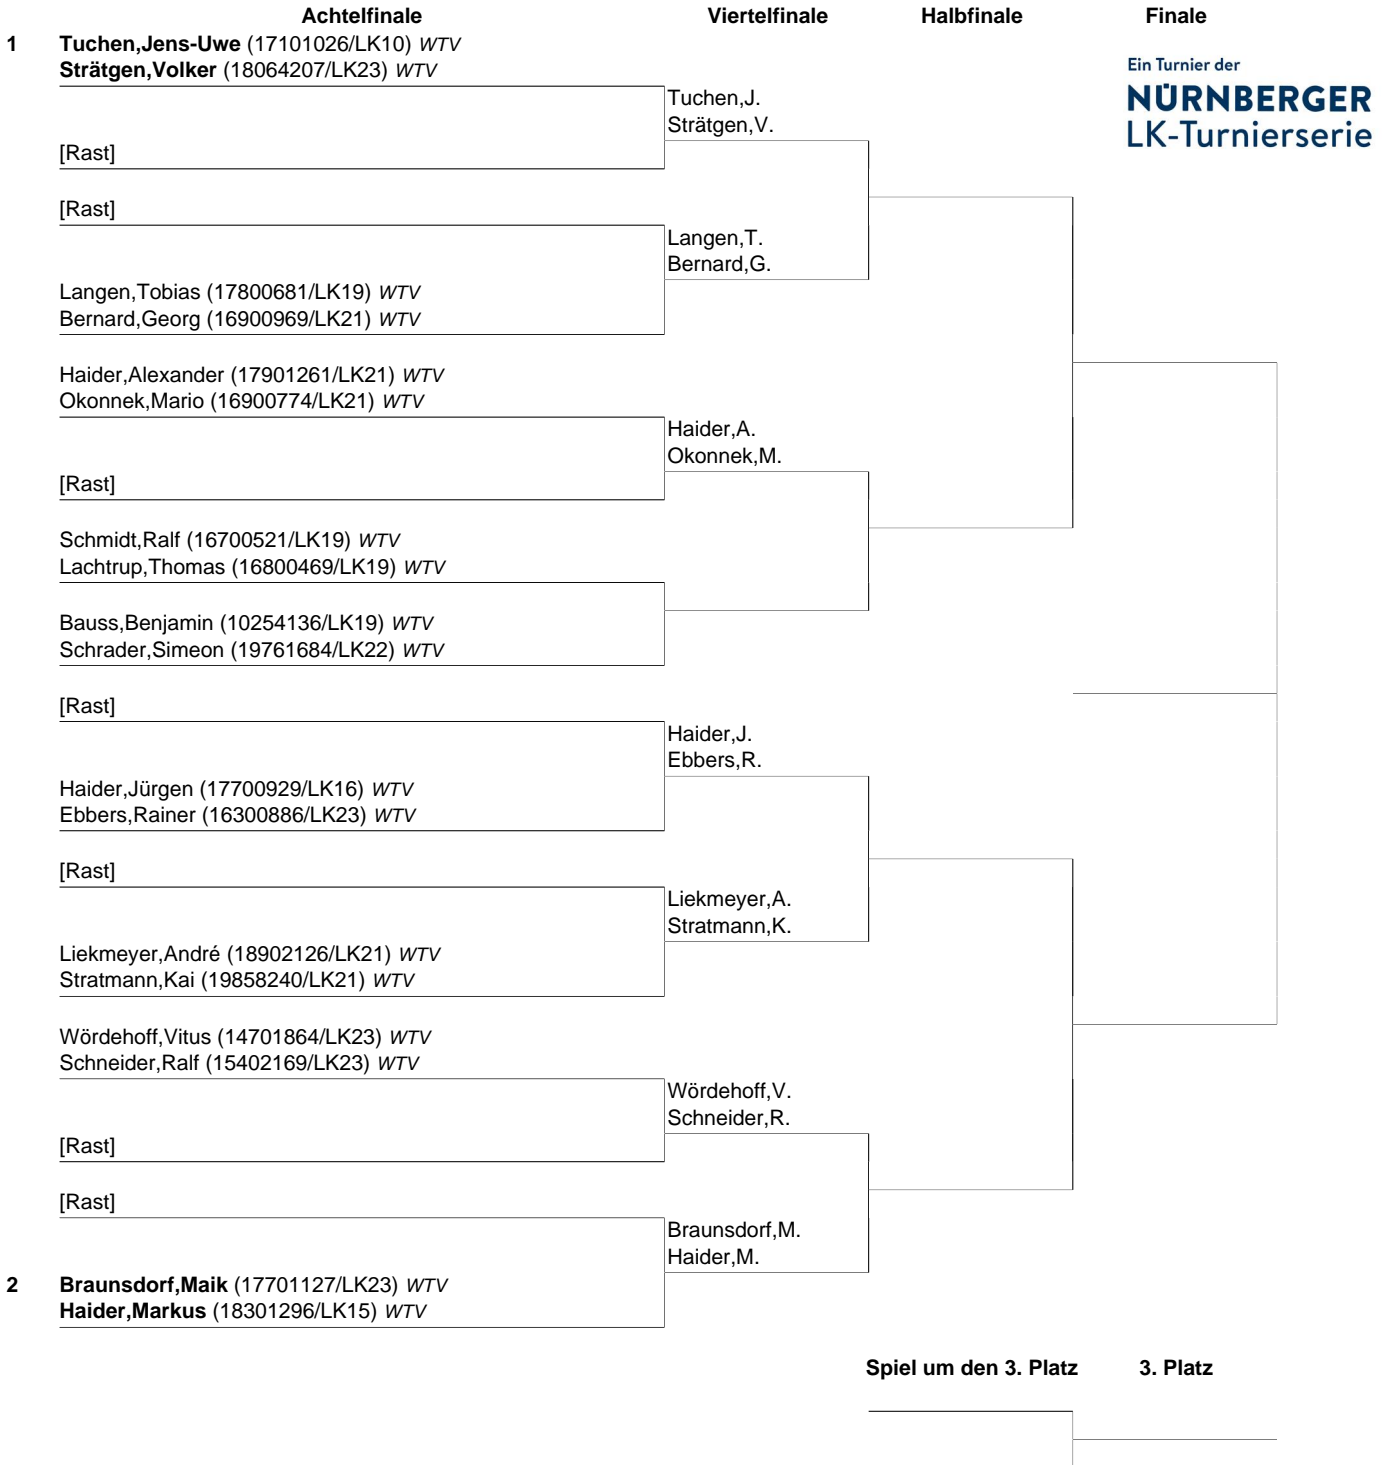 Achtelfinale Viertelfinale Halbfinale Finale
1 Tuchen,Jens-Uwe (17101026/LK10) WTV
Strätgen,Volker (18064207/LK23) WTV
Ein Turnier der
NÜRNBERGER
LK-Turnierserie
Tuchen,J.
Strätgen,V.
[Rast]
[Rast]
Langen,T.
Bernard,G.
Langen,Tobias (17800681/LK19) WTV
Bernard,Georg (16900969/LK21) WTV
Haider,Alexander (17901261/LK21) WTV
Okonnek,Mario (16900774/LK21) WTV
Haider,A.
Okonnek,M.
[Rast]
Schmidt,Ralf (16700521/LK19) WTV
Lachtrup,Thomas (16800469/LK19) WTV
Bauss,Benjamin (10254136/LK19) WTV
Schrader,Simeon (19761684/LK22) WTV
[Rast]
Haider,J.
Ebbers,R.
Haider,Jürgen (17700929/LK16) WTV
Ebbers,Rainer (16300886/LK23) WTV
[Rast]
Liekmeyer,A.
Stratmann,K.
Liekmeyer,André (18902126/LK21) WTV
Stratmann,Kai (19858240/LK21) WTV
Wördehoff,Vitus (14701864/LK23) WTV
Schneider,Ralf (15402169/LK23) WTV
Wördehoff,V.
Schneider,R.
[Rast]
[Rast]
Braunsdorf,M.
Haider,M.
2 Braunsdorf,Maik (17701127/LK23) WTV
Haider,Markus (18301296/LK15) WTV
Spiel um den 3. Platz 3. Platz